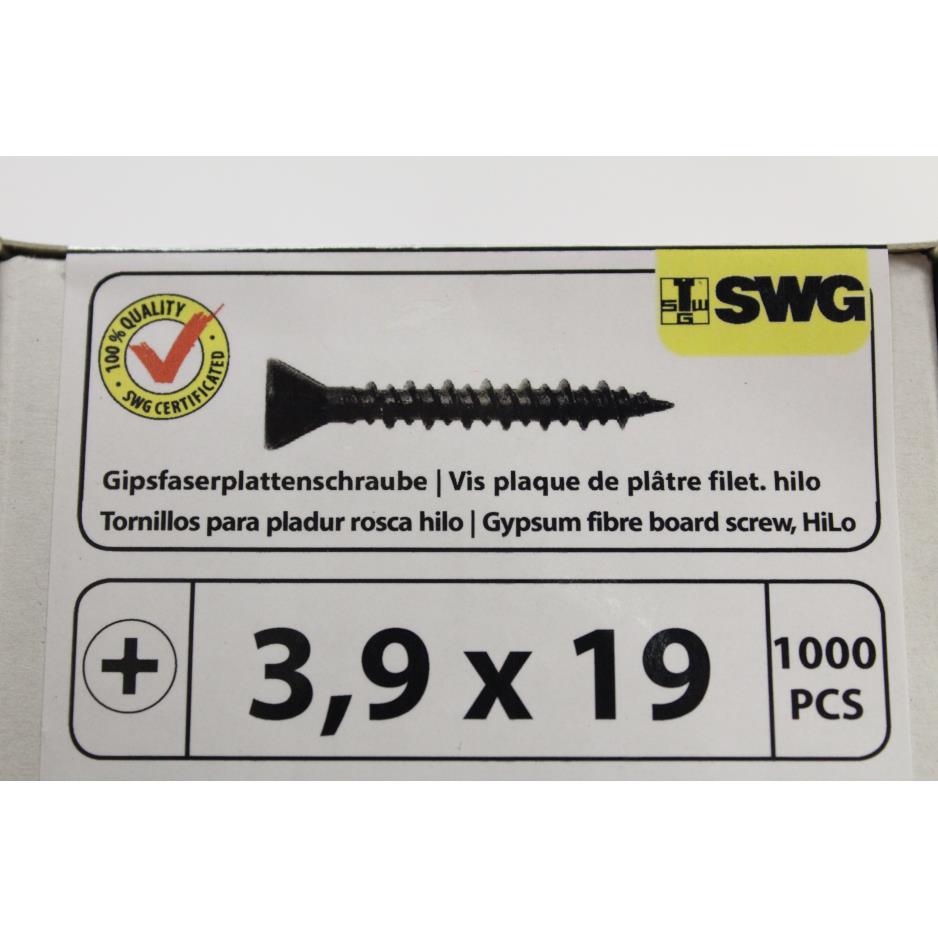 100 % QUALITY
SWG CERTIFICATED
S T W G
SWG
Gipsfaserplattenschraube | Vis plaque de plâtre filet. hilo
Tornillos para pladur rosca hilo | Gypsum fibre board screw, HiLo
3,9 x 19
1000
PCS